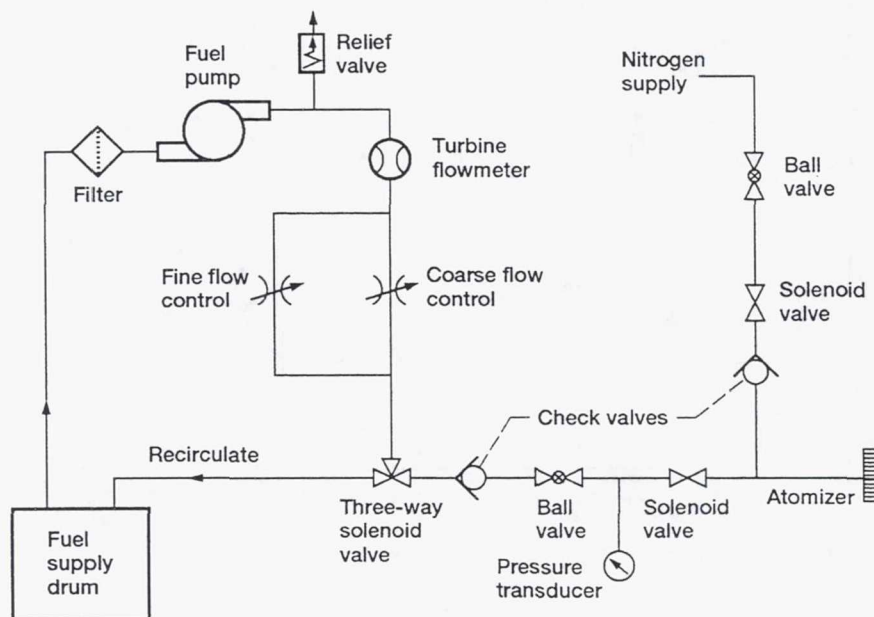 Fuel
pump
Relief
valve
Nitrogen
supply
Turbine
flowmeter
Ball
valve
Filter
Fine flow
control
Coarse flow
control
Solenoid
valve
Check valves
Recirculate
Three-way
solenoid
valve
Ball
valve
Solenoid
valve
Atomizer
Fuel
supply
drum
Pressure
transducer